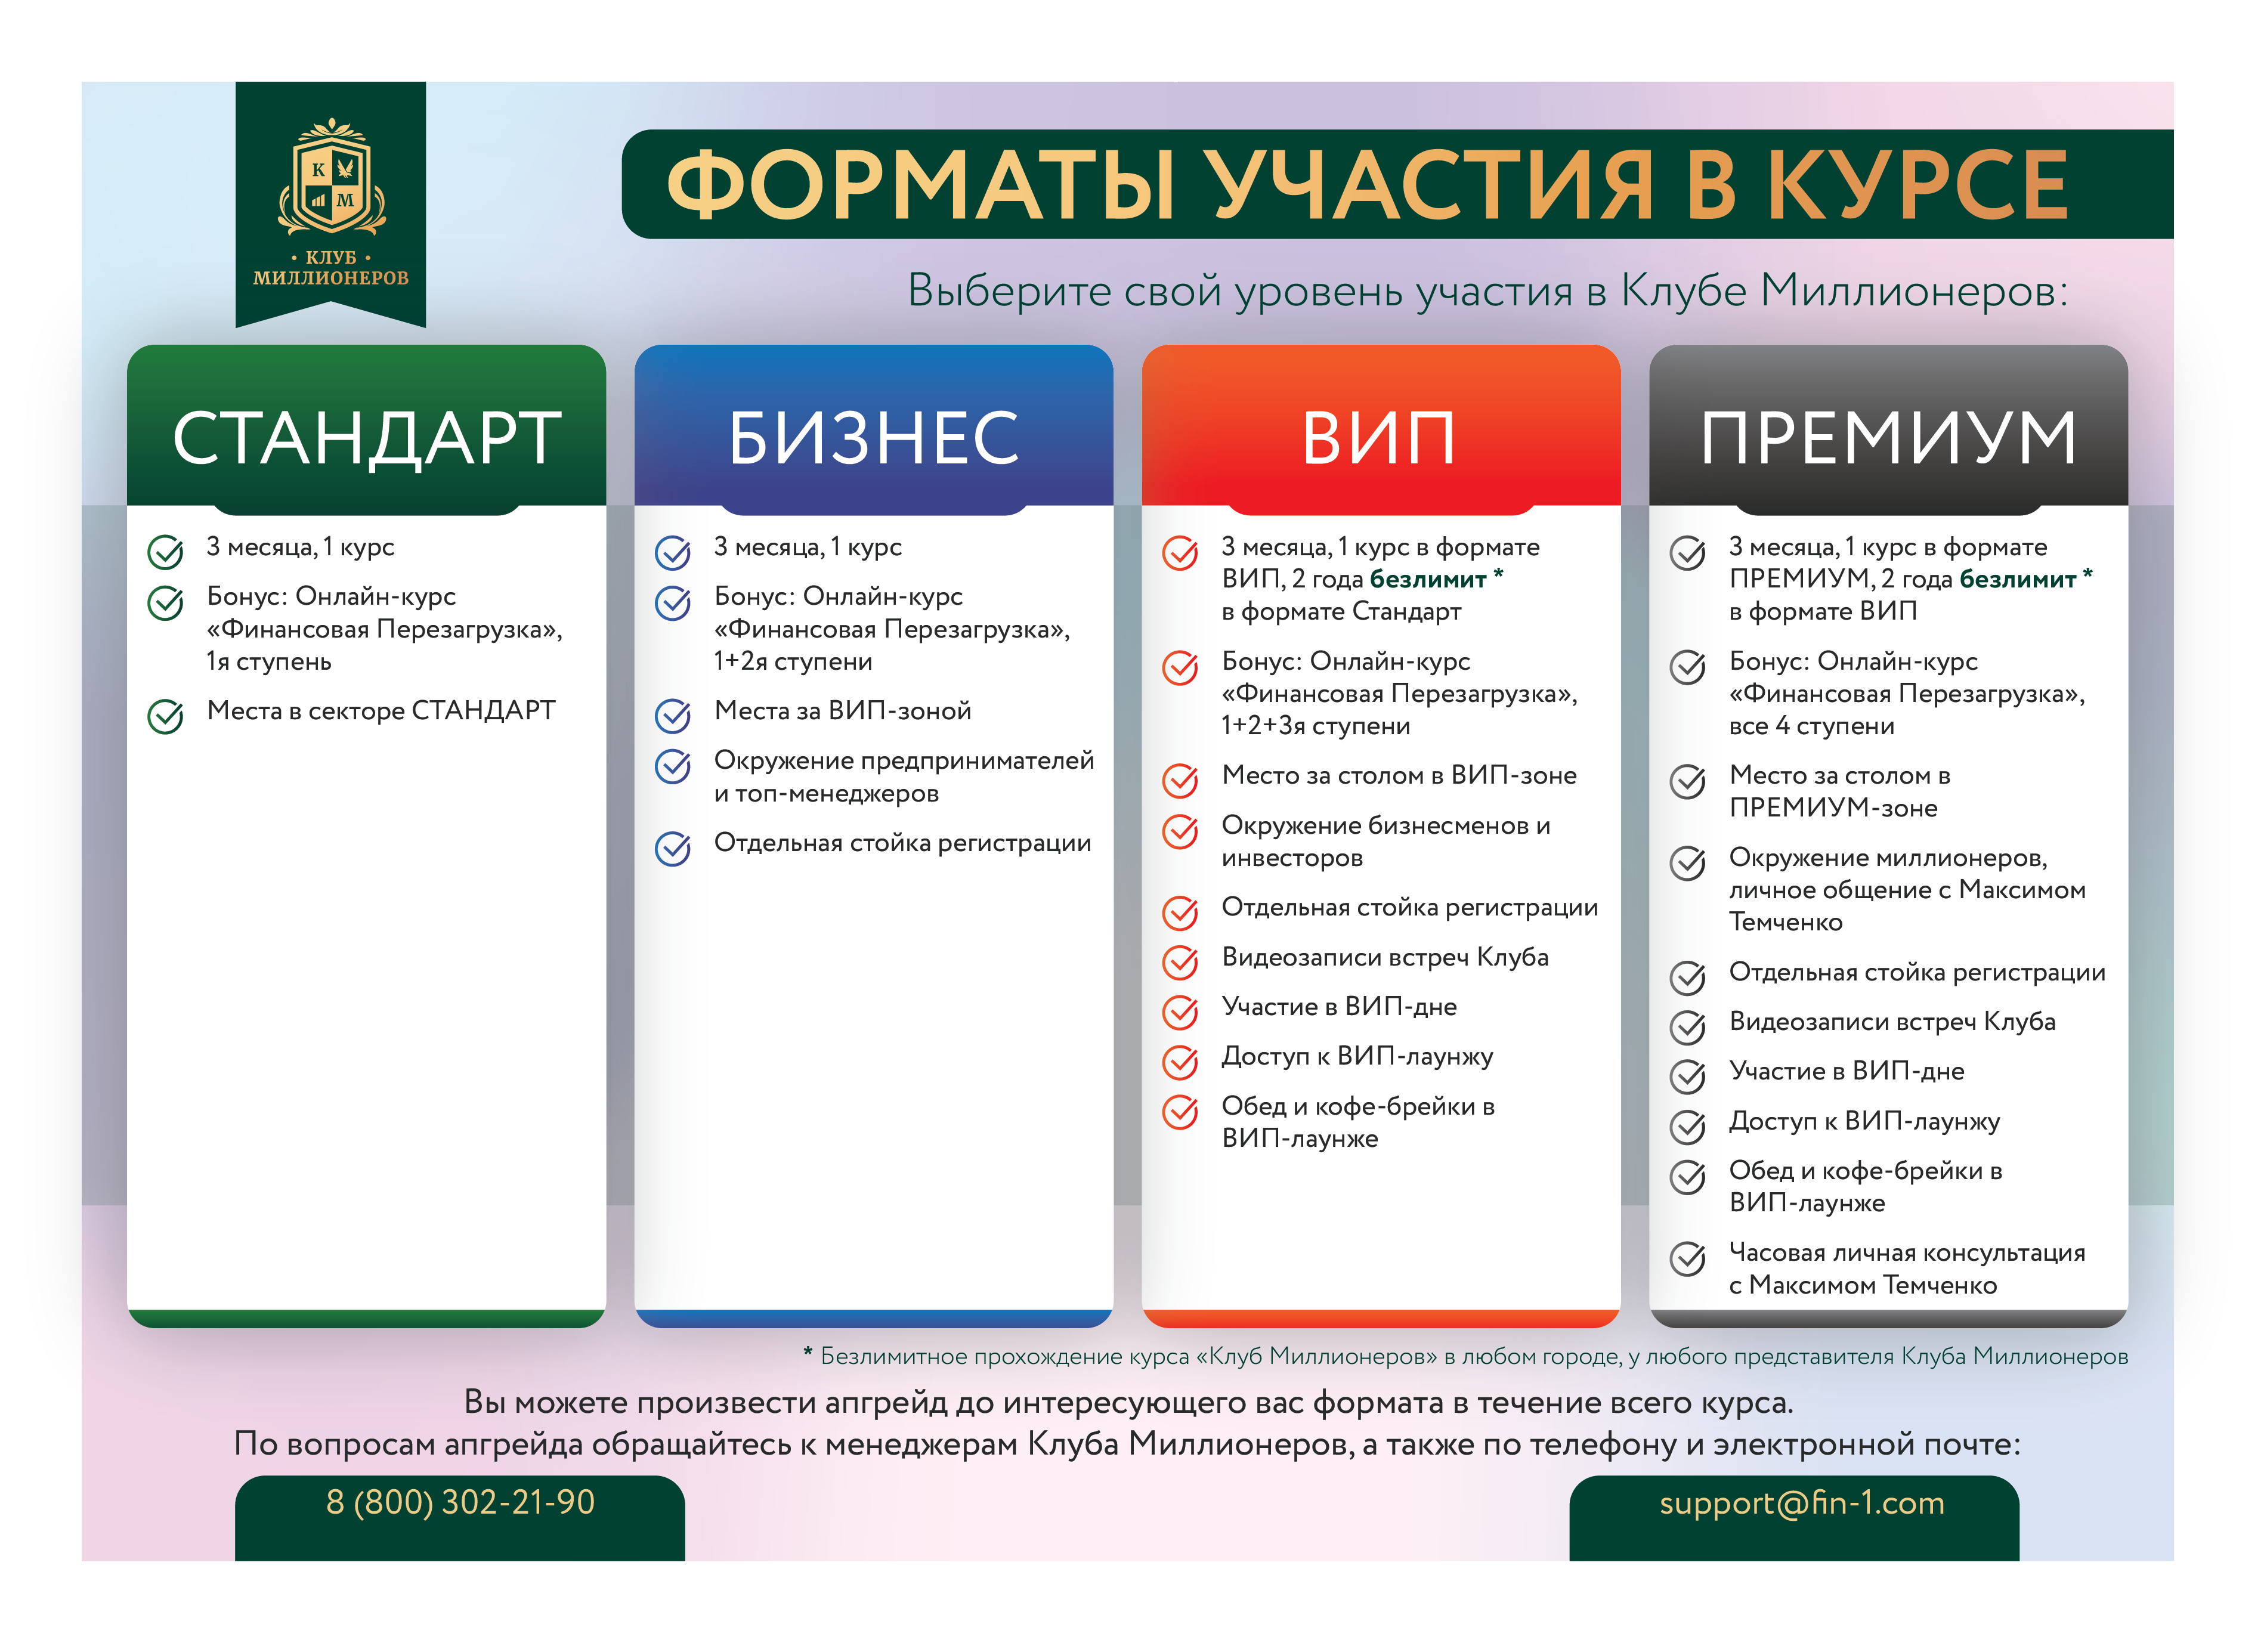 К
М
• КЛУБ •
МИЛЛИОНЕРОВ
ФОРМАТЫ УЧАСТИЯ В КУРСЕ
Выберите свой уровень участия в Клубе Миллионеров:
СТАНДАРТ
3 месяца, 1 курс
Бонус: Онлайн-курс
«Финансовая Перезагрузка»,
1я ступень
Места в секторе СТАНДАРТ
БИЗНЕС
3 месяца, 1 курс
Бонус: Онлайн-курс
«Финансовая Перезагрузка»,
1+2я ступени
Места за ВИП-зоной
Окружение предпринимателей
и топ-менеджеров
Отдельная стойка регистрации
ВИП
3 месяца, 1 курс в формате
ВИП, 2 года безлимит *
в формате Стандарт
Бонус: Онлайн-курс
«Финансовая Перезагрузка»,
1+2+3я ступени
Место за столом в ВИП-зоне
Окружение бизнесменов и
инвесторов
Отдельная стойка регистрации
Видеозаписи встреч Клуба
Участие в ВИП-дне
Доступ к ВИП-лаунжу
Обед и кофе-брейки в
ВИП-лаунже
ПРЕМИУМ
3 месяца, 1 курс в формате
ПРЕМИУМ, 2 года безлимит *
в формате ВИП
Бонус: Онлайн-курс
«Финансовая Перезагрузка»,
все 4 ступени
Место за столом в
ПРЕМИУМ-зоне
Окружение миллионеров,
личное общение с Максимом
Темченко
Отдельная стойка регистрации
Видеозаписи встреч Клуба
Участие в ВИП-дне
Доступ к ВИП-лаунжу
Обед и кофе-брейки в
ВИП-лаунже
Часовая личная консультация
с Максимом Темченко
* Безлимитное прохождение курса «Клуб Миллионеров» в любом городе, у любого представителя Клуба Миллионеров
Вы можете произвести апгрейд до интересующего вас формата в течение всего курса.
По вопросам апгрейда обращайтесь к менеджерам Клуба Миллионеров, а также по телефону и электронной почте:
8 (800) 302-21-90
support@fin-1.com